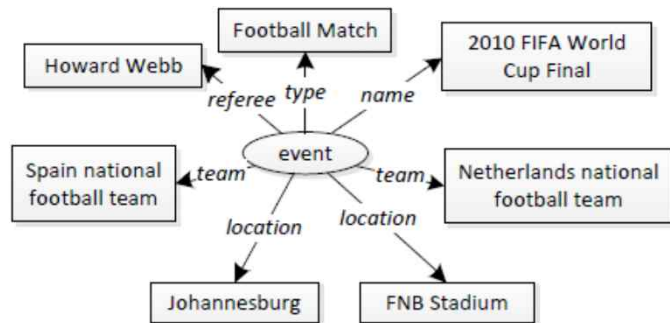 Football Match
Howard Webb
2010 FIFA World
Cup Final
referee
type
name
event
Spain national
football team
team
team
Netherlands national
football team
location
location
Johannesburg
FNB Stadium